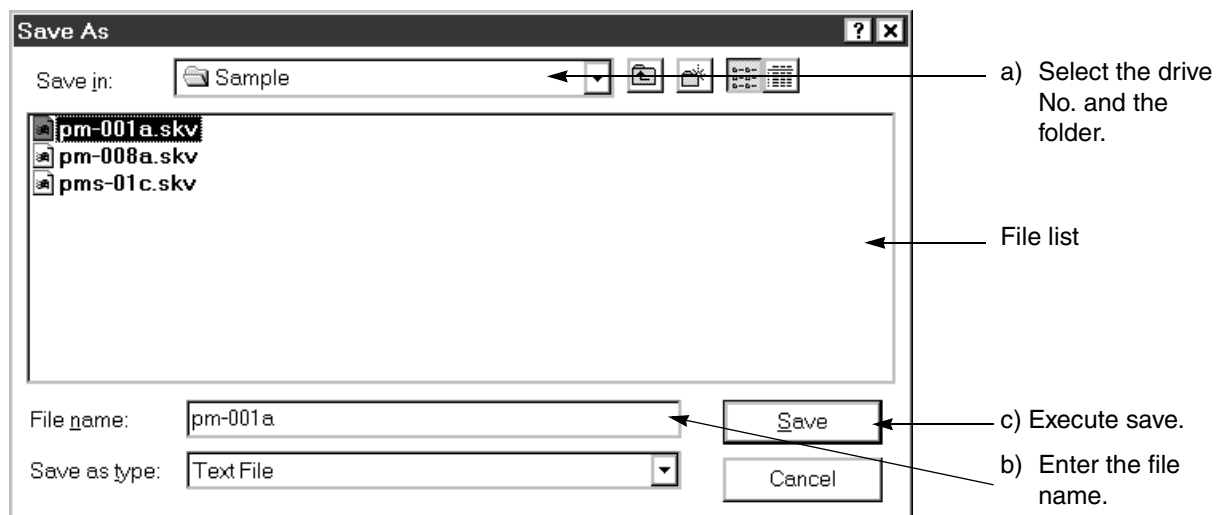 Save As
Save in: Sample
a) Select the drive
No. and the
folder.
pm-001a.skv
pm-008a.skv
pms-01c.skv
File list
File name: pm-001a Save
c) Execute save.
Save as type: Text File Cancel
b) Enter the file
name.